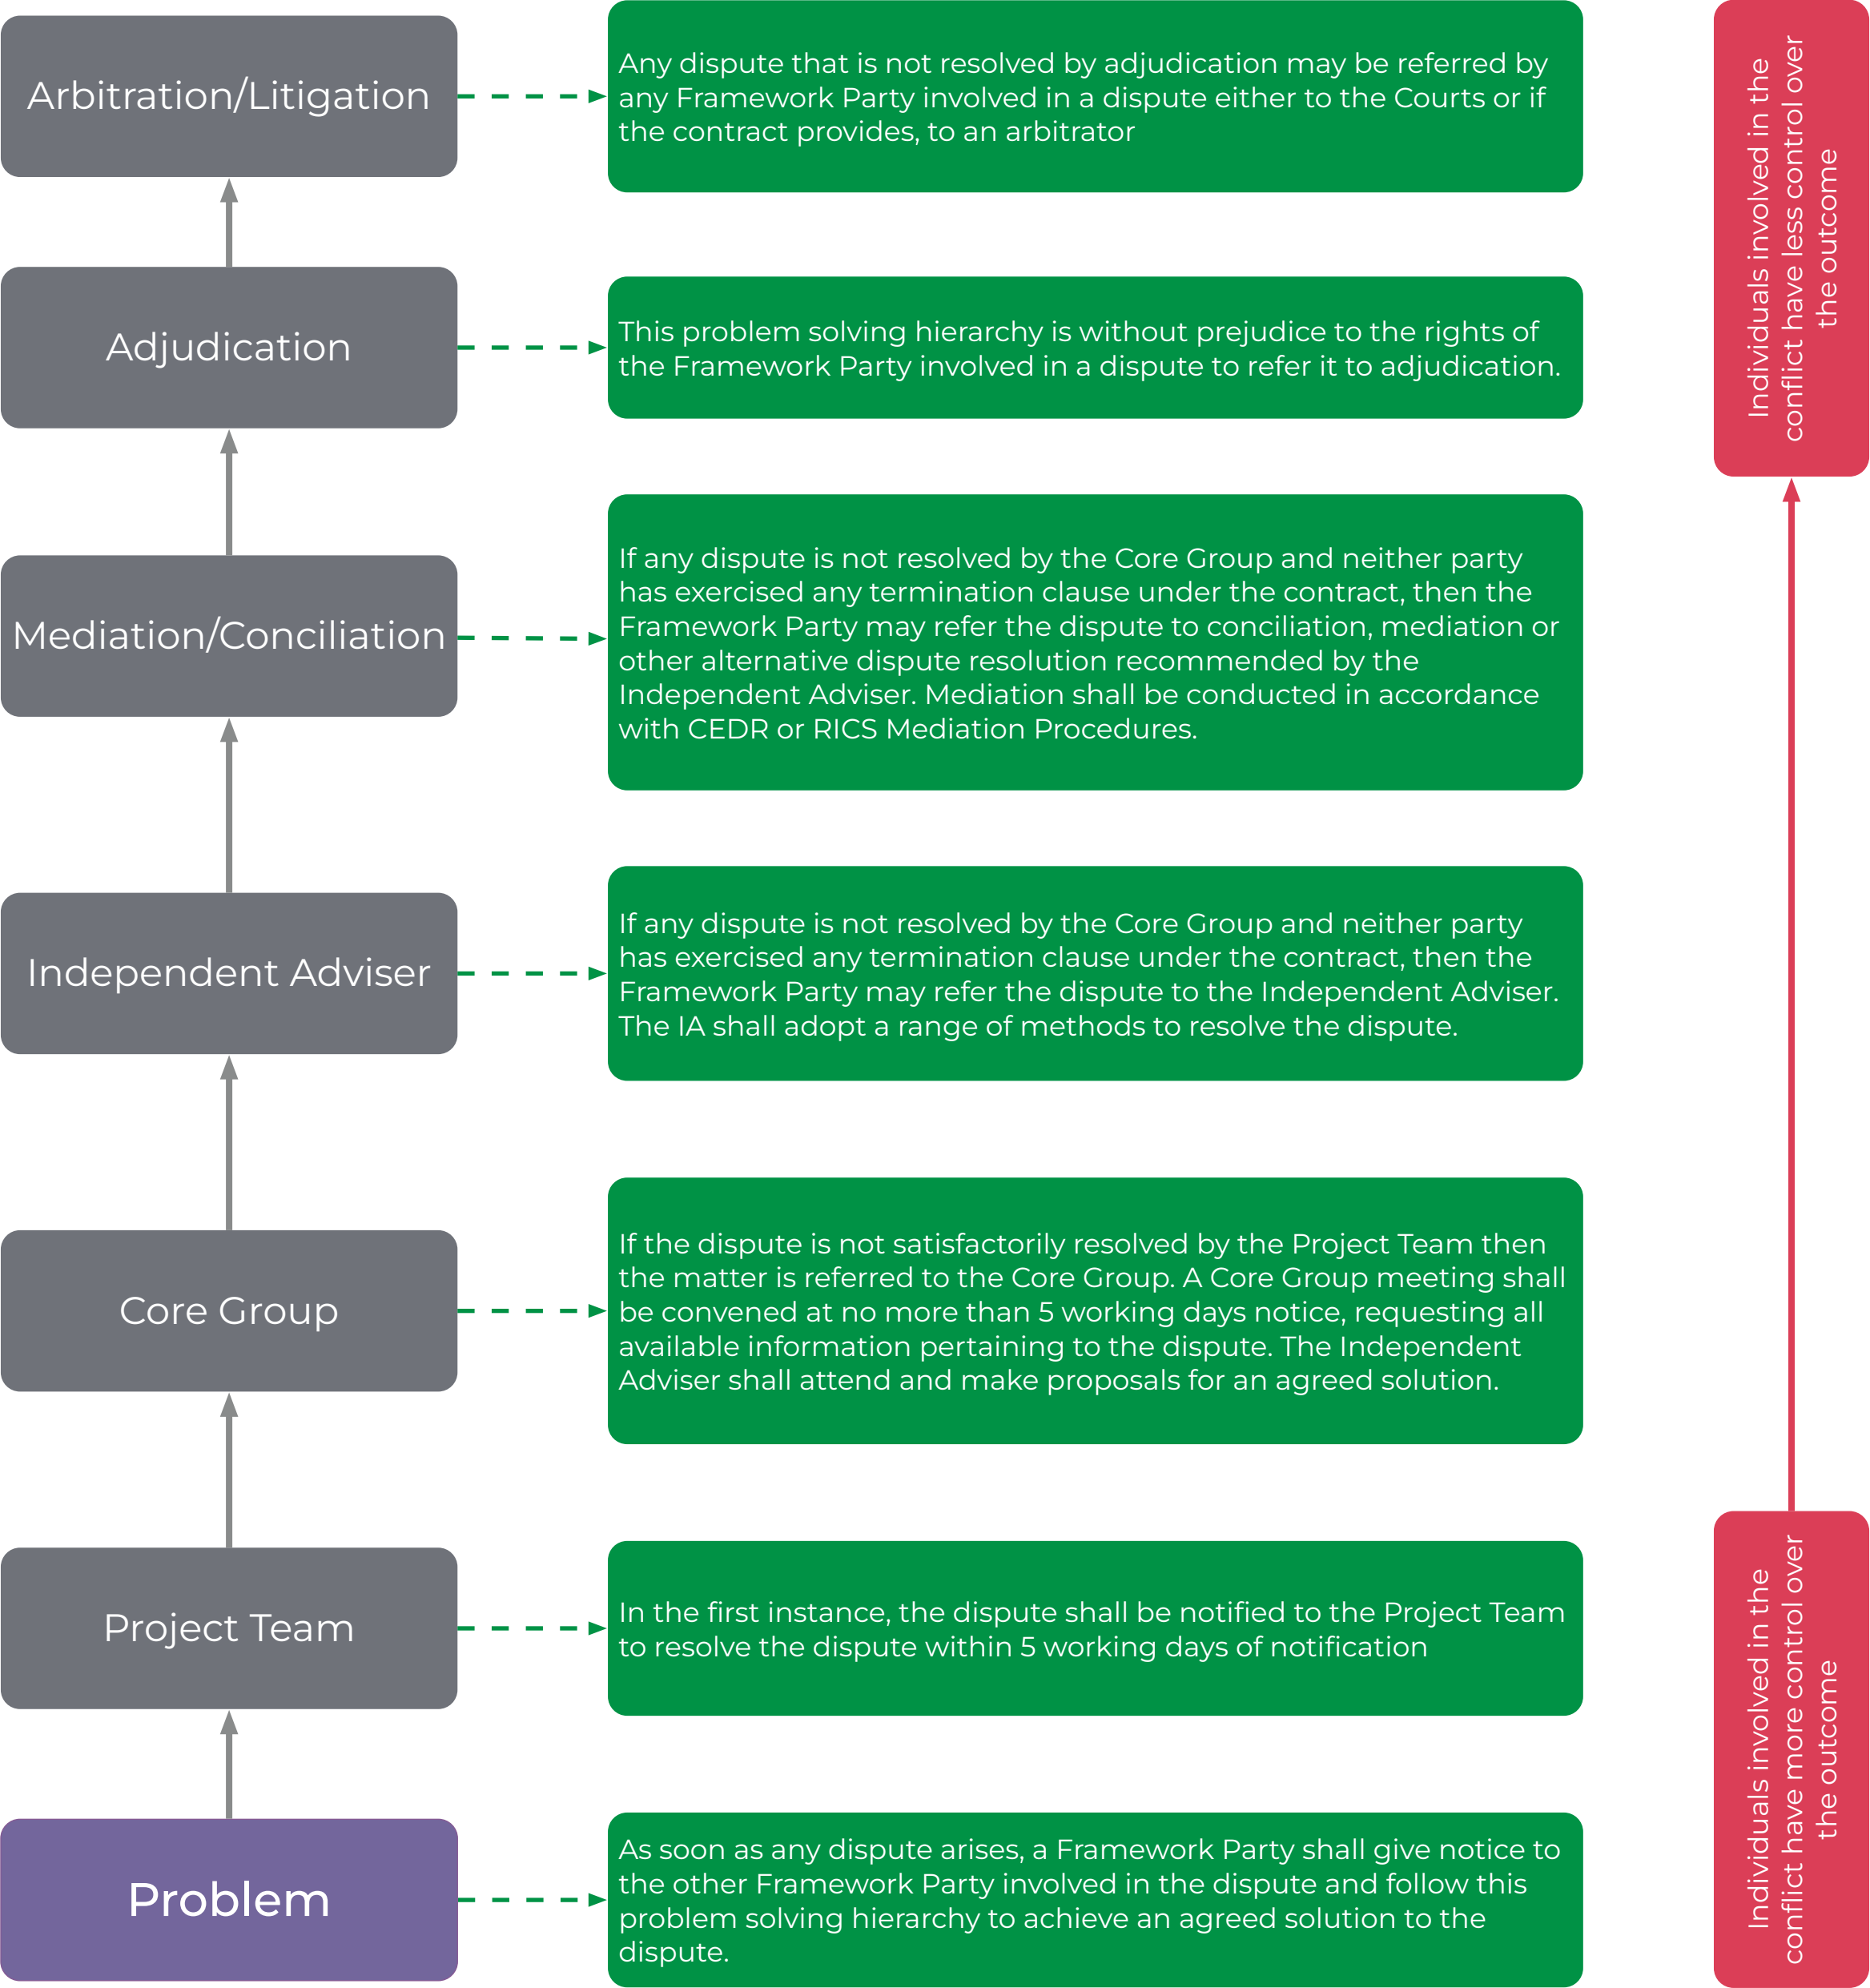 Arbitration/Litigation
Any dispute that is not resolved by adjudication may be referred by
any Framework Party involved in a dispute either to the Courts or if
the contract provides, to an arbitrator
Adjudication
This problem solving hierarchy is without prejudice to the rights of
the Framework Party involved in a dispute to refer it to adjudication.
Mediation/Conciliation
If any dispute is not resolved by the Core Group and neither party
has exercised any termination clause under the contract, then the
Framework Party may refer the dispute to conciliation, mediation or
other alternative dispute resolution recommended by the
Independent Adviser. Mediation shall be conducted in accordance
with CEDR or RICS Mediation Procedures.
Independent Adviser
If any dispute is not resolved by the Core Group and neither party
has exercised any termination clause under the contract, then the
Framework Party may refer the dispute to the Independent Adviser.
The IA shall adopt a range of methods to resolve the dispute.
Core Group
If the dispute is not satisfactorily resolved by the Project Team then
the matter is referred to the Core Group. A Core Group meeting shall
be convened at no more than 5 working days notice, requesting all
available information pertaining to the dispute. The Independent
Adviser shall attend and make proposals for an agreed solution.
Project Team
In the first instance, the dispute shall be notified to the Project Team
to resolve the dispute within 5 working days of notification
Problem
As soon as any dispute arises, a Framework Party shall give notice to
the other Framework Party involved in the dispute and follow this
problem solving hierarchy to achieve an agreed solution to the
dispute.
Individuals involved in the
conflict have less control over
the outcome
Individuals involved in the
conflict have more control over
the outcome